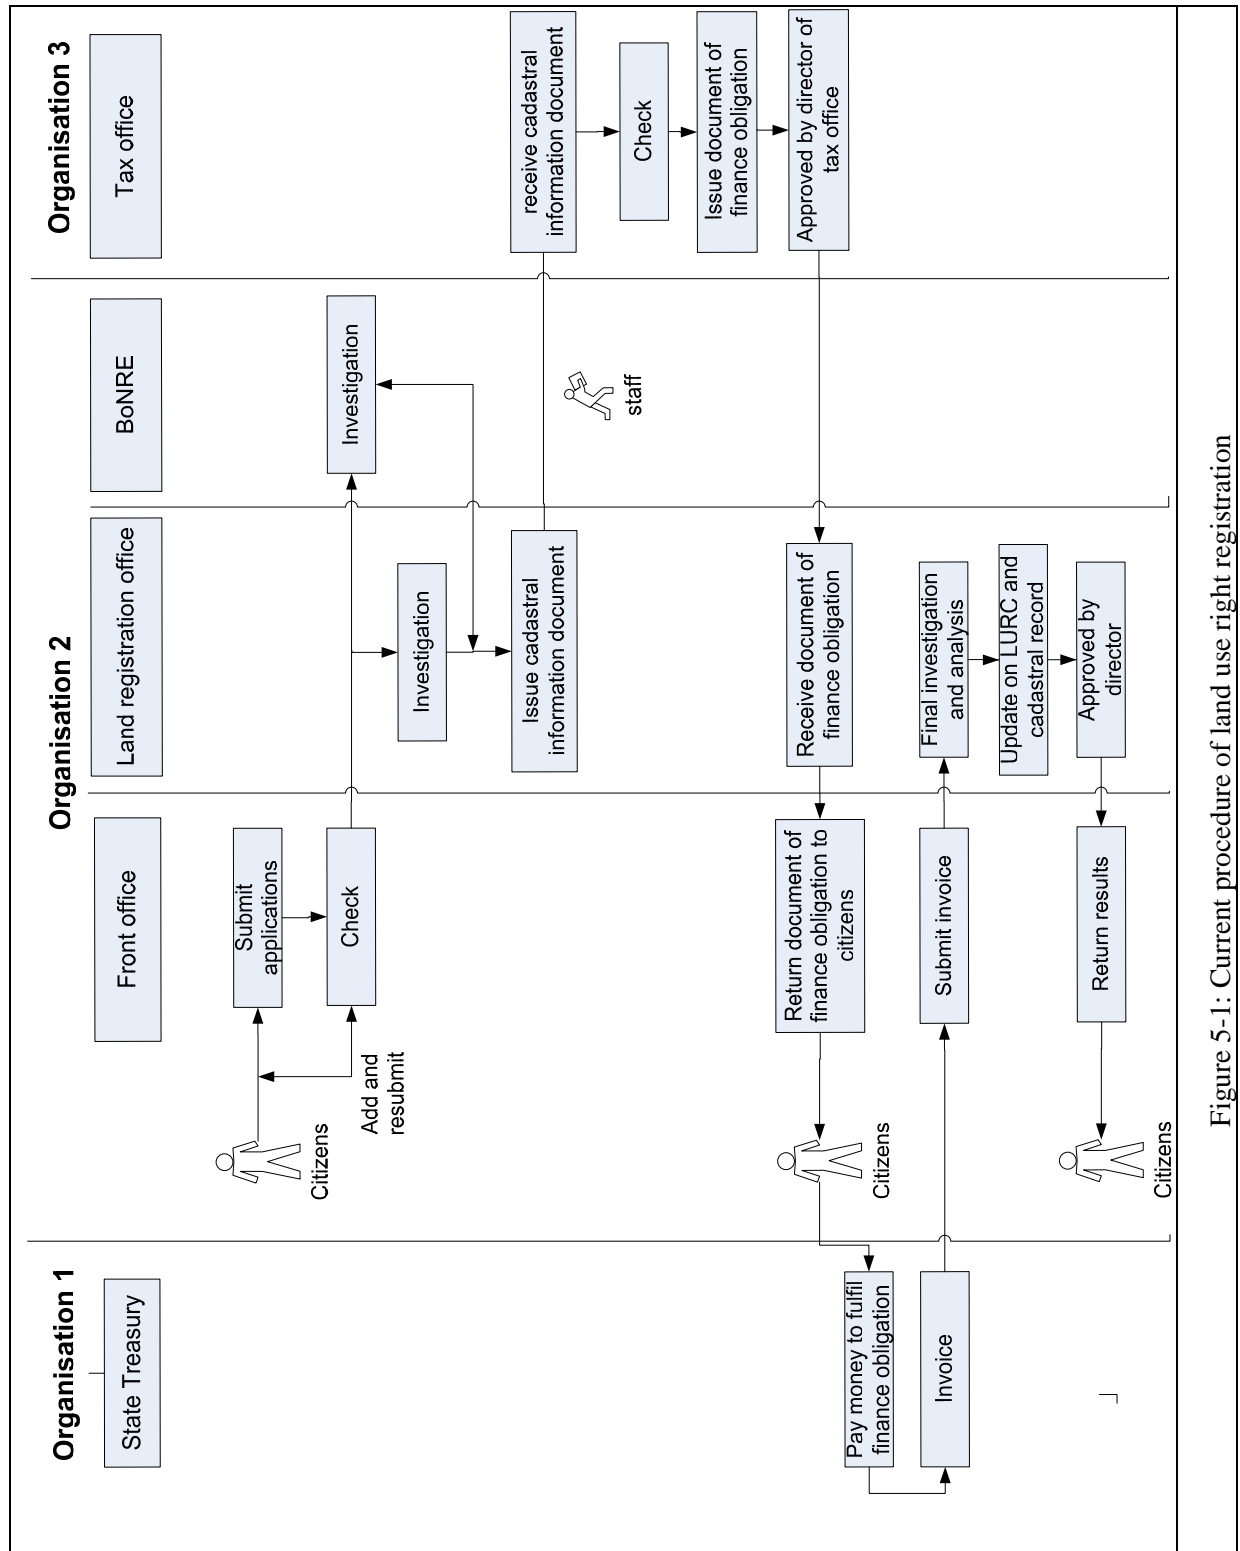 Organisation 1
Organisation 2
Organisation 3
State Treasury
Front office
Land registration office
BoNRE
Tax office
Citizens
Submit
applications
Add and
resubmit
Check
Investigation
Investigation
Issue cadastral
information document
staff
receive cadastral
information document
Check
Issue document of
finance obligation
Approved by director of
tax office
Receive document of
finance obligation
Return document of
finance obligation to
citizens
Citizens
Pay money to fulfil
finance obligation
Invoice
Submit invoice
Final investigation
and analysis
Update on LURC and
cadastral record
Approved by
director
Return results
Citizens
Figure 5-1: Current procedure of land use right registration